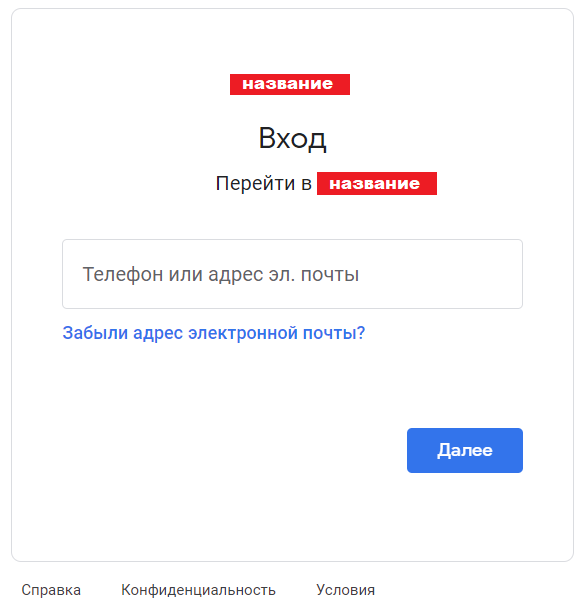 название
Вход
Перейти в название
Телефон или адрес эл. почты
Забыли адрес электронной почты?
Далее
Справка Конфиденциальность Условия